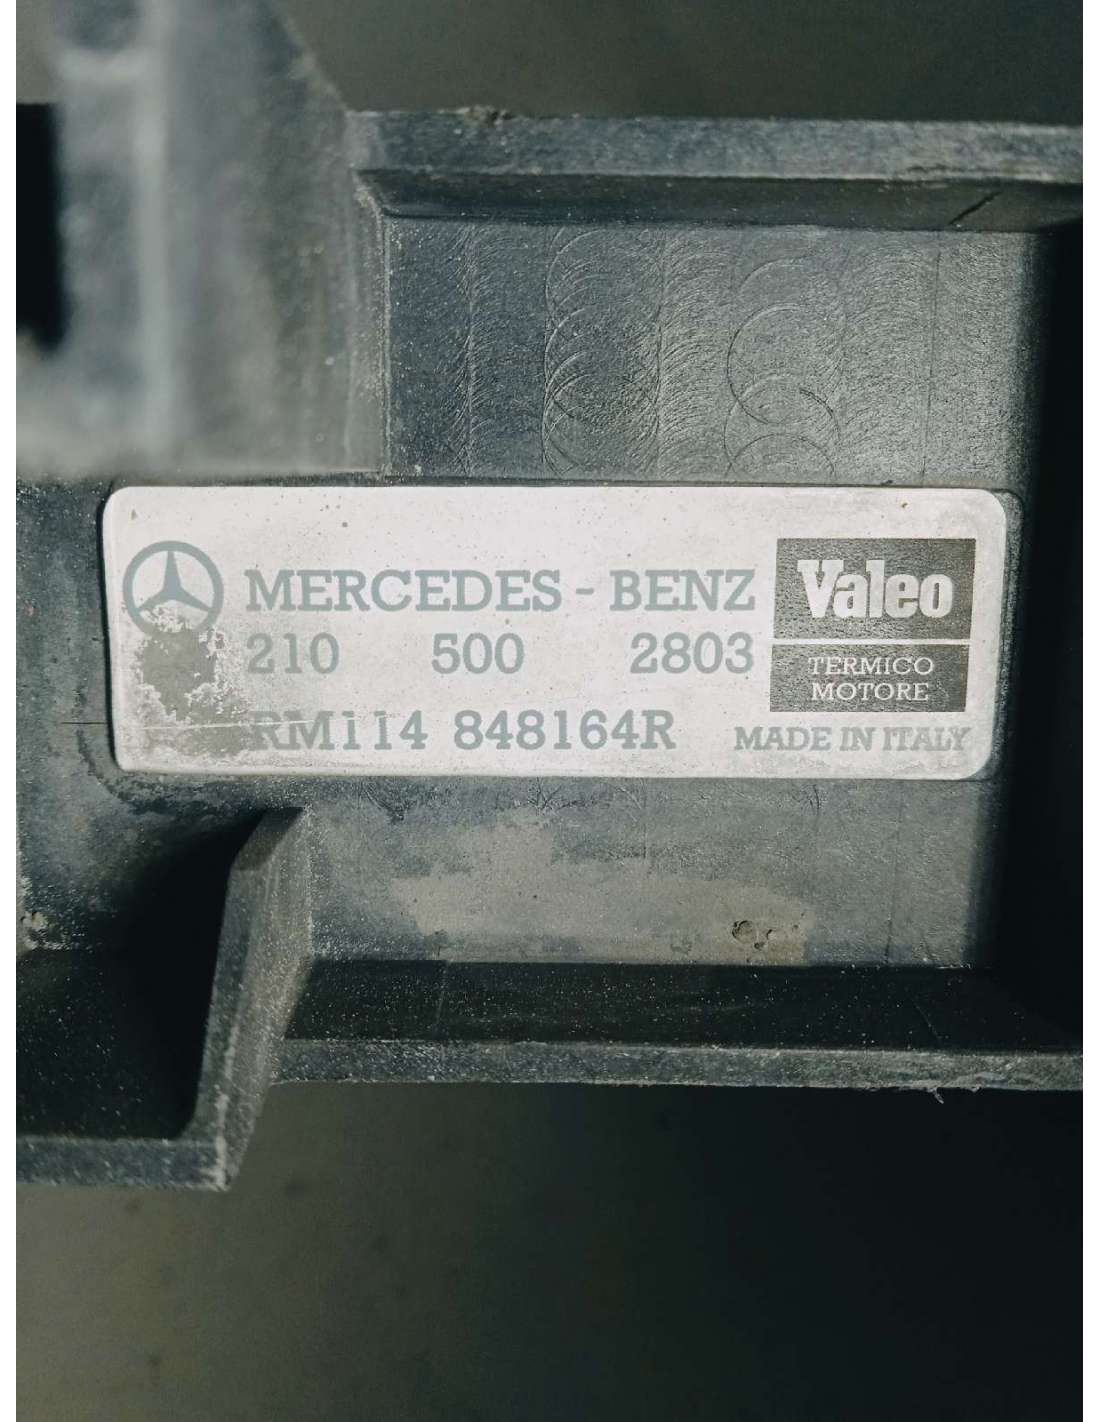 MERCEDES - BENZ
210 500 2803
RM114 848164R
Valeo
TERMICO
MOTORE
MADE IN ITALY